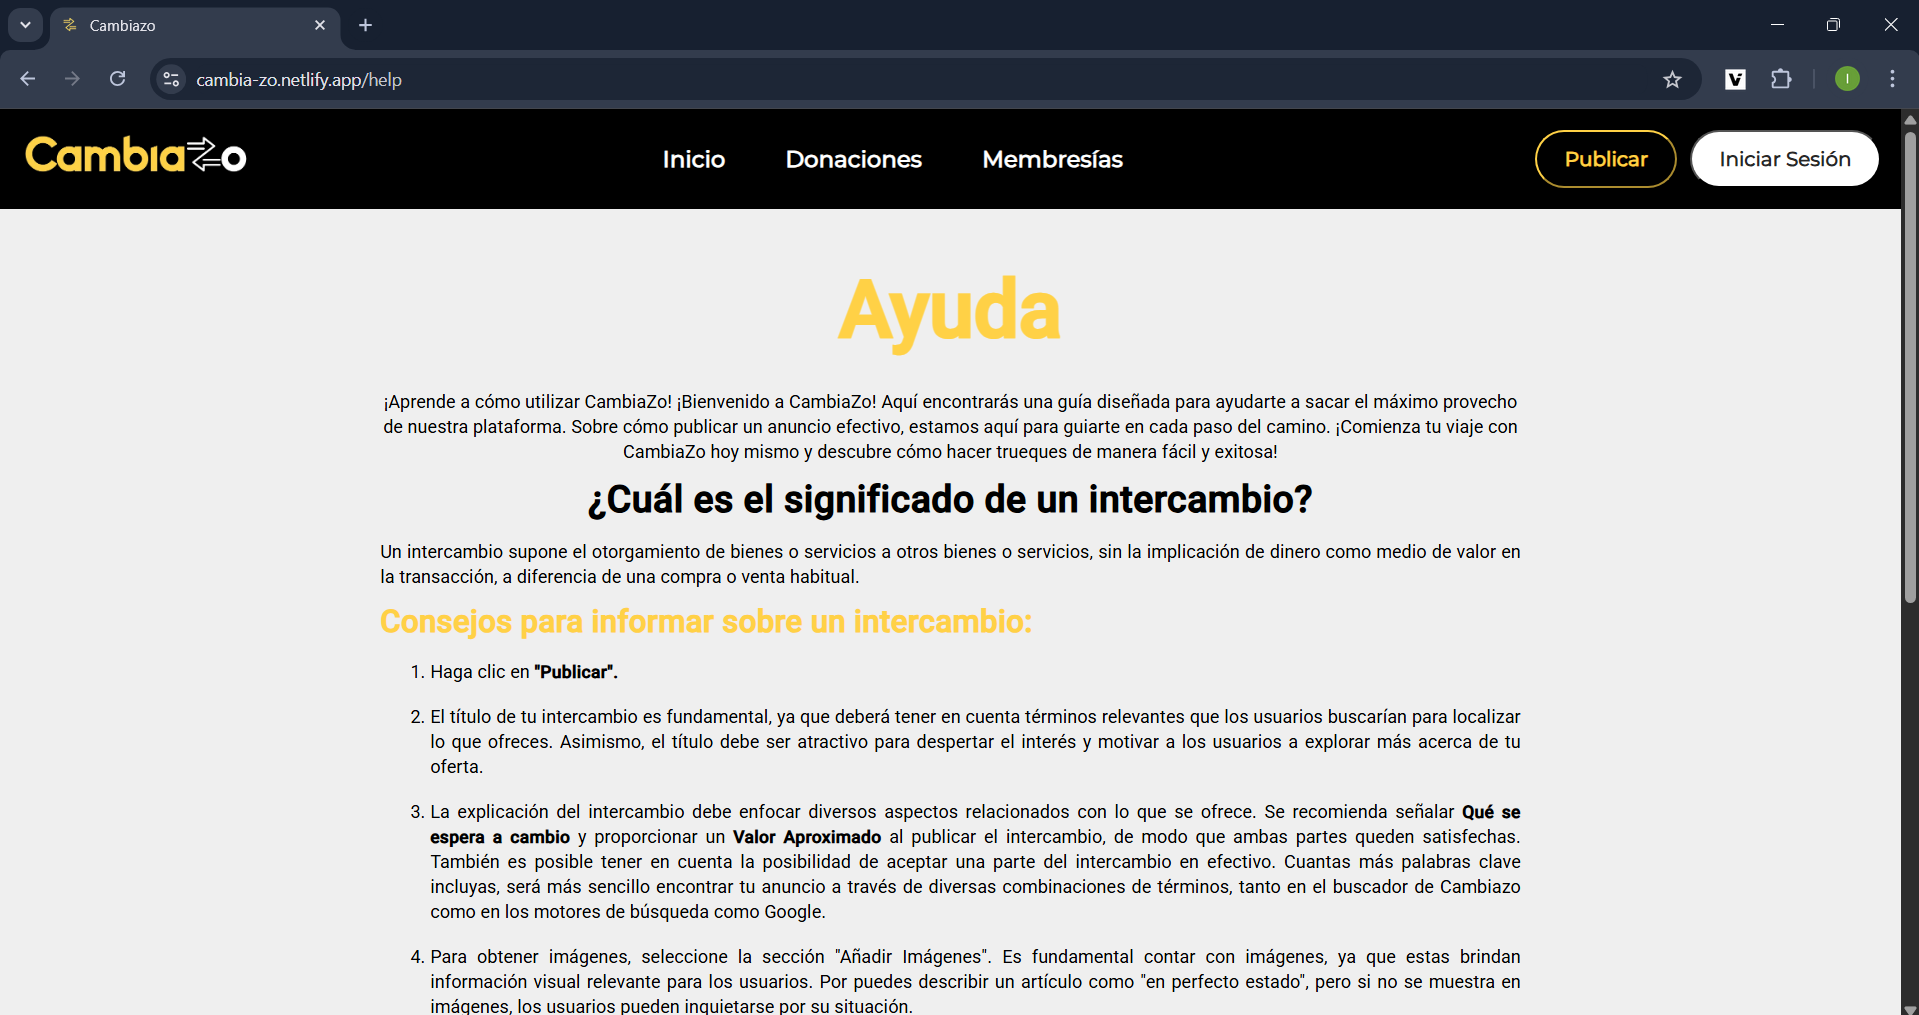 Cambiazo
cambia-zo.netlify.app/help
I
CambiaZo
Inicio
Donaciones
Membresías
Publicar
Iniciar Sesión
Ayuda
¡Aprende a cómo utilizar CambiaZo! ¡Bienvenido a CambiaZo! Aquí encontrarás una guía diseñada para ayudarte a sacar el máximo provecho
de nuestra plataforma. Sobre cómo publicar un anuncio efectivo, estamos aquí para guiarte en cada paso del camino. ¡Comienza tu viaje con
CambiaZo hoy mismo y descubre cómo hacer trueques de manera fácil y exitosa!
¿Cuál es el significado de un intercambio?
Un intercambio supone el otorgamiento de bienes o servicios a otros bienes o servicios, sin la implicación de dinero como medio de valor en
la transacción, a diferencia de una compra o venta habitual.
Consejos para informar sobre un intercambio:
1. Haga clic en "Publicar".
2. El título de tu intercambio es fundamental, ya que deberá tener en cuenta términos relevantes que los usuarios buscarían para localizar
lo que ofreces. Asimismo, el título debe ser atractivo para despertar el interés y motivar a los usuarios a explorar más acerca de tu
oferta.
3. La explicación del intercambio debe enfocar diversos aspectos relacionados con lo que se ofrece. Se recomienda señalar Qué se
espera a cambio y proporcionar un Valor Aproximado al publicar el intercambio, de modo que ambas partes queden satisfechas.
También es posible tener en cuenta la posibilidad de aceptar una parte del intercambio en efectivo. Cuantas más palabras clave
incluyas, será más sencillo encontrar tu anuncio a través de diversas combinaciones de términos, tanto en el buscador de Cambiazo
como en los motores de búsqueda como Google.
4. Para obtener imágenes, seleccione la sección "Añadir Imágenes". Es fundamental contar con imágenes, ya que estas brindan
información visual relevante para los usuarios. Por puedes describir un artículo como "en perfecto estado", pero si no se muestra en
imágenes, los usuarios pueden inquietarse por su situación.